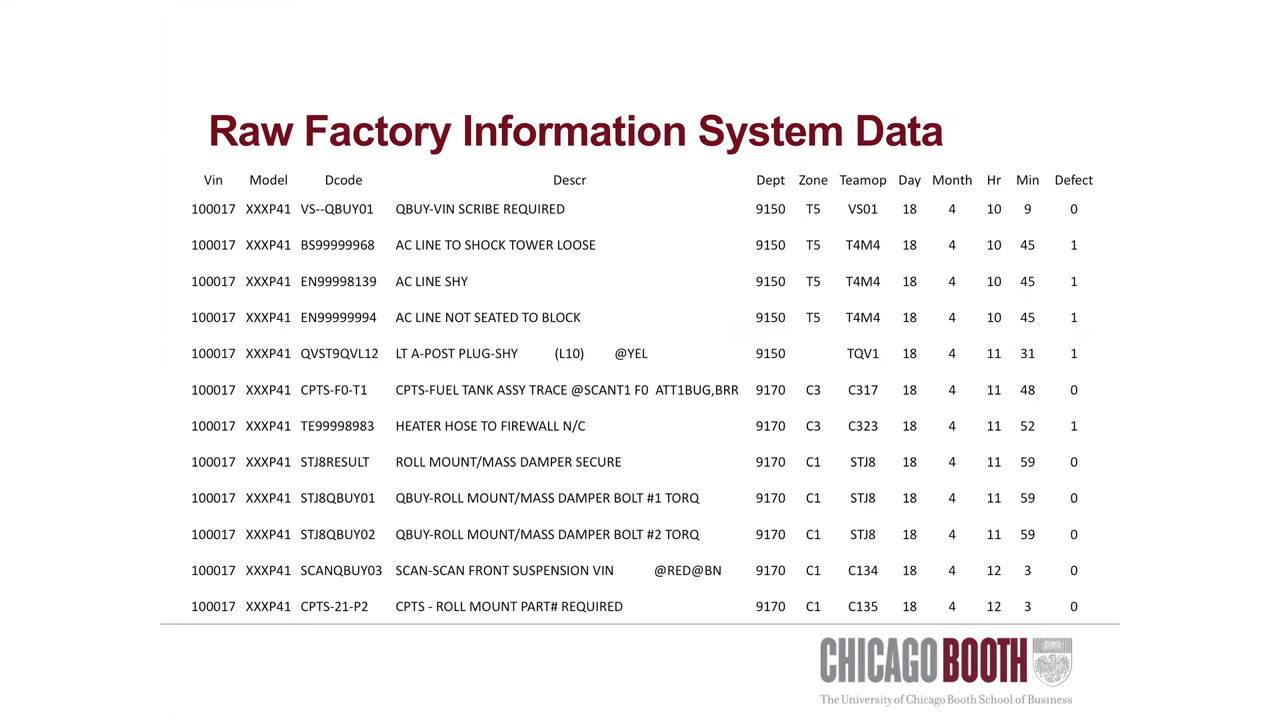 Raw Factory Information System Data
Vin Model Dcode Descr Dept Zone Teamop Day Month Hr Min Defect
100017 XXXP41 VS--QBUY01 QBUY-VIN SCRIBE REQUIRED 9150 T5 VS01 18 4 10 9 0
100017 XXXP41 BS99999968 AC LINE TO SHOCK TOWER LOOSE 9150 T5 T4M4 18 4 10 45 1
100017 XXXP41 EN99998139 AC LINE SHY 9150 T5 T4M4 18 4 10 45 1
100017 XXXP41 EN99999994 AC LINE NOT SEATED TO BLOCK 9150 T5 T4M4 18 4 10 45 1
100017 XXXP41 QVST9QVL12 LT A-POST PLUG-SHY (L10) @YEL 9150 TQV1 18 4 11 31 1
100017 XXXP41 CPTS-F0-T1 CPTS-FUEL TANK ASSY TRACE @SCANT1 F0 ATT1BUG,BRR 9170 C3 C317 18 4 11 48 0
100017 XXXP41 TE99998983 HEATER HOSE TO FIREWALL N/C 9170 C3 C323 18 4 11 52 1
100017 XXXP41 STJ8RESULT ROLL MOUNT/MASS DAMPER SECURE 9170 C1 STJ8 18 4 11 59 0
100017 XXXP41 STJ8QBUY01 QBUY-ROLL MOUNT/MASS DAMPER BOLT #1 TORQ 9170 C1 STJ8 18 4 11 59 0
100017 XXXP41 STJ8QBUY02 QBUY-ROLL MOUNT/MASS DAMPER BOLT #2 TORQ 9170 C1 STJ8 18 4 11 59 0
100017 XXXP41 SCANQBUY03 SCAN-SCAN FRONT SUSPENSION VIN @RED@BN 9170 C1 C134 18 4 12 3 0
100017 XXXP41 CPTS-21-P2 CPTS - ROLL MOUNT PART# REQUIRED 9170 C1 C135 18 4 12 3 0
CHICAGO BOOTH
The University of Chicago Booth School of Business